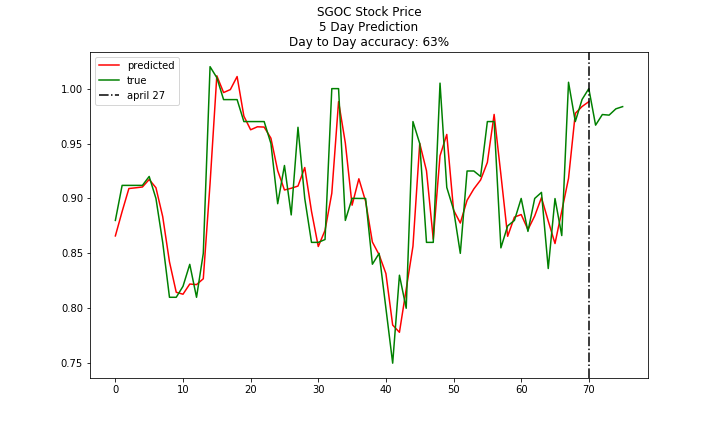 SGOC Stock Price
5 Day Prediction
Day to Day accuracy: 63%
predicted
true
april 27
1.00
0.95
0.90
0.85
0.80
0.75
0 10 20 30 40 50 60 70